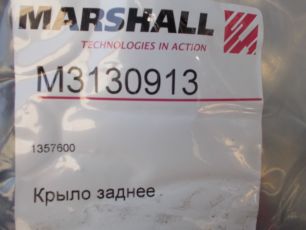 MARSHALL
TECHNOLOGIES IN ACTION
M3130913
1357600
Крыло заднее